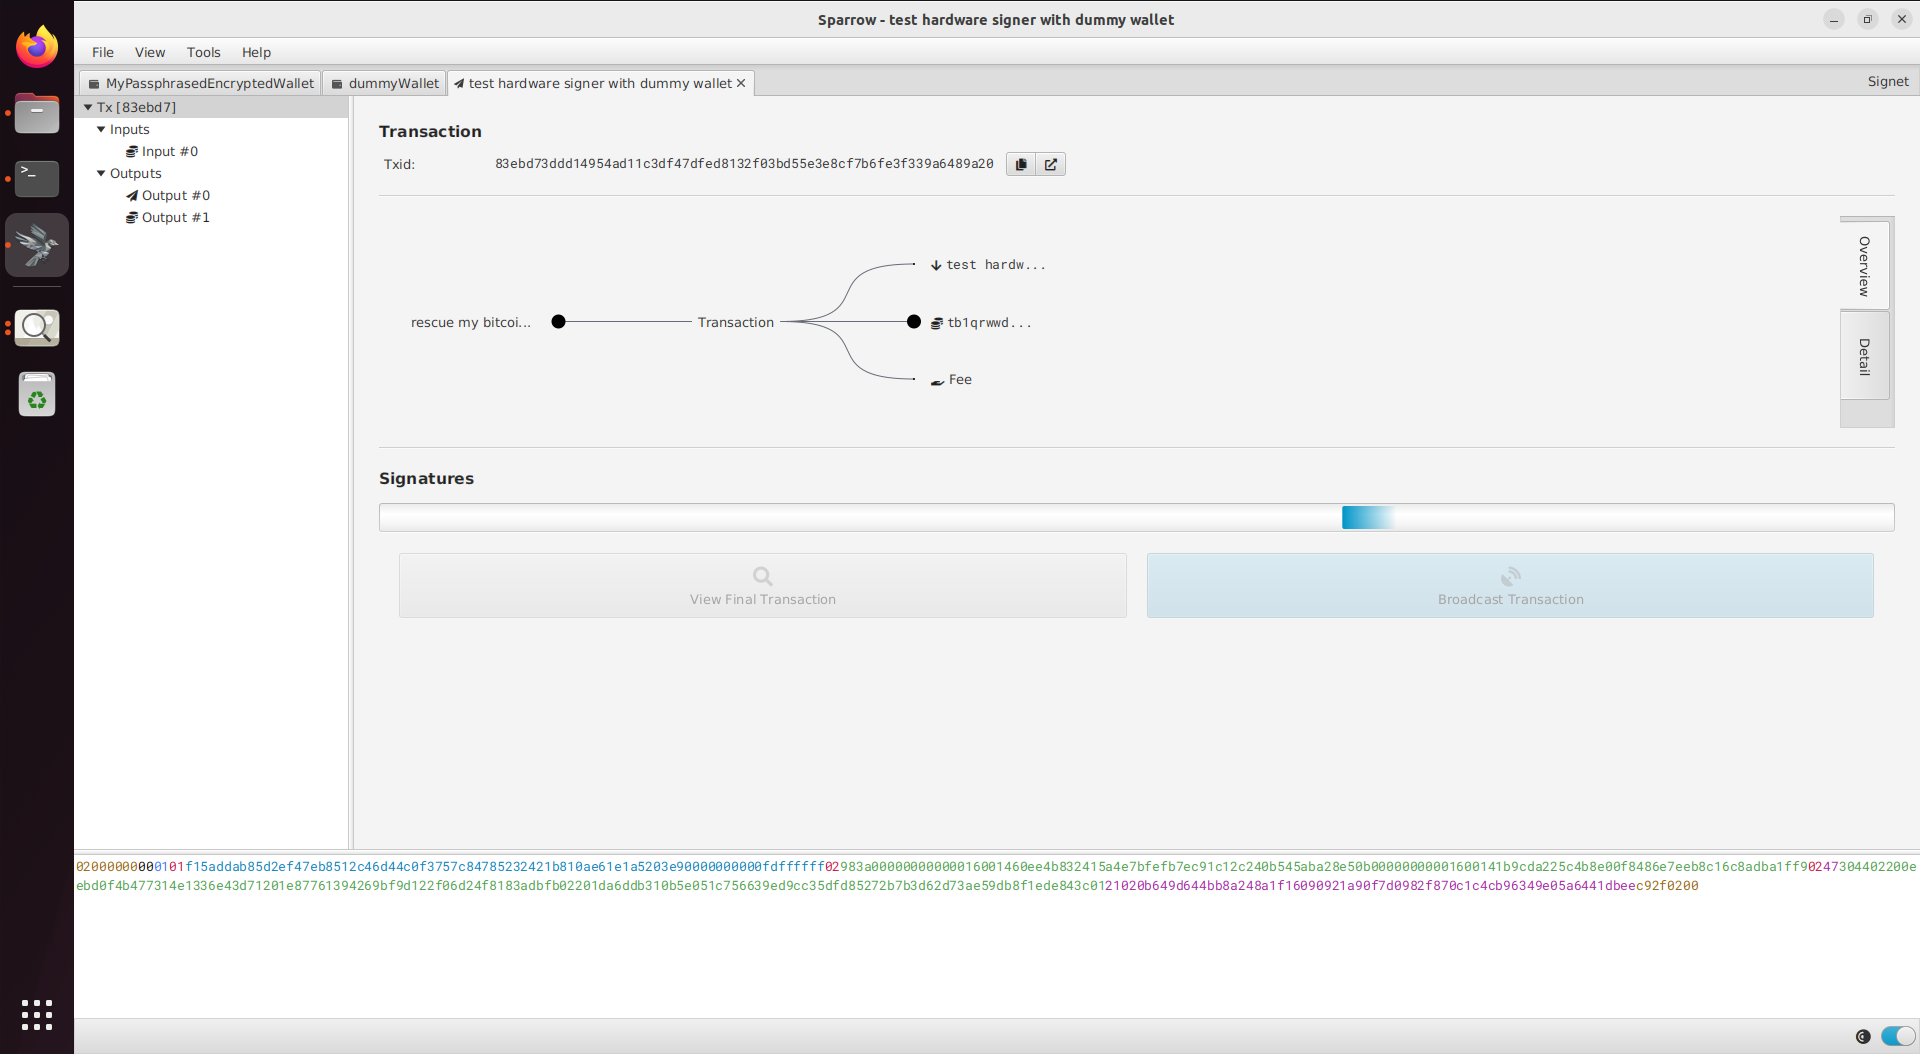 Sparrow - test hardware signer with dummy wallet
File View Tools Help
MyPassphrasedEncryptedWallet dummyWallet test hardware signer with dummy wallet Signet
Tx [83ebd7]
Inputs
Input #0
Outputs
Output #0
Output #1
Transaction
Txid: 83ebd73ddd14954ad11c3df47dfed8132f03bd55e3e8cf7b6fe3f339a6489a20
Overview
Detail
test hardw...
rescue my bitcoi... Transaction tb1qrwwd...
Fee
Signatures
View Final Transaction
Broadcast Transaction
02000000000101f15addab85d2ef47eb8512c46d44c0f3757c84785232421b810ae61e1a5203e90000000000fdffffff02983a00000000000016001460ee4b832415a4e7bfefb7ec91c12c240b545aba28e50b00000000001600141b9cda225c4b8e00f8486e7eeb8c16c8adba1ff90247304402200e
ebd0f4b477314e1336e43d71201e87761394269bf9d122f06d24f8183adbfb02201da6ddb310b5e051c756639ed9cc35dfd85272b7b3d62d73ae59db8f1ede843c0121020b649d644bb8a248a1f16090921a90f7d0982f870c1c4cb96349e05a6441dbeec92f0200